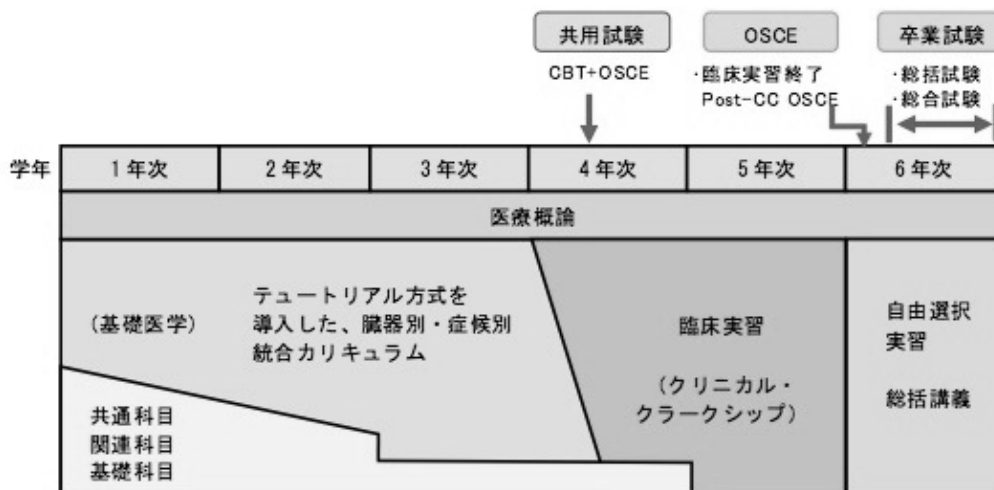 共用試験
OSCE
卒業試験
CBT+OSCE
・臨床実習終了
Post-CC OSCE
・総括試験
・総合試験
学年
1年次
2年次
3年次
4年次
5年次
6年次
医療概論
(基礎医学)
テュートリアル方式を
導入した、臓器別・症候別
統合カリキュラム
臨床実習
(クリニカル・
クラークシップ)
自由選択
実習
総括講義
共通科目
関連科目
基礎科目